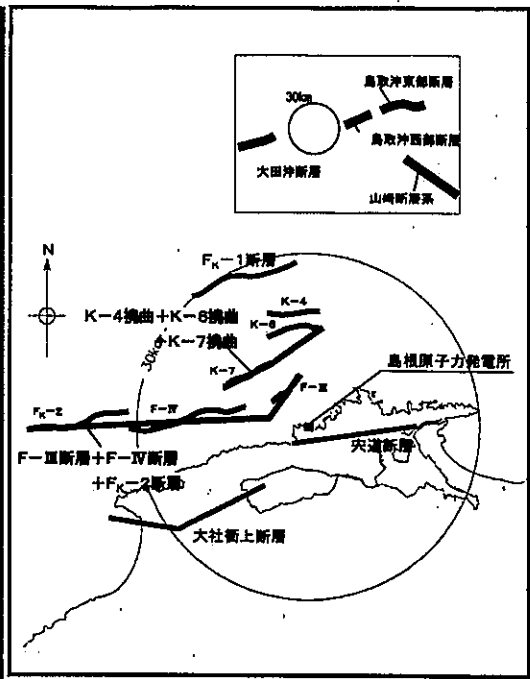 鳥取沖東部断層
30km
鳥取沖西部断層
大田沖断層
山崎断層系
N
FK-1断層
K-4撓曲+K-6撓曲
+K-7撓曲
K-4
K-6
30km
K-7
島根原子力発電所
F-III
FK-2
F-IV
宍道断層
F-III断層+F-IV断層
+FK-2断層
大社衝上断層